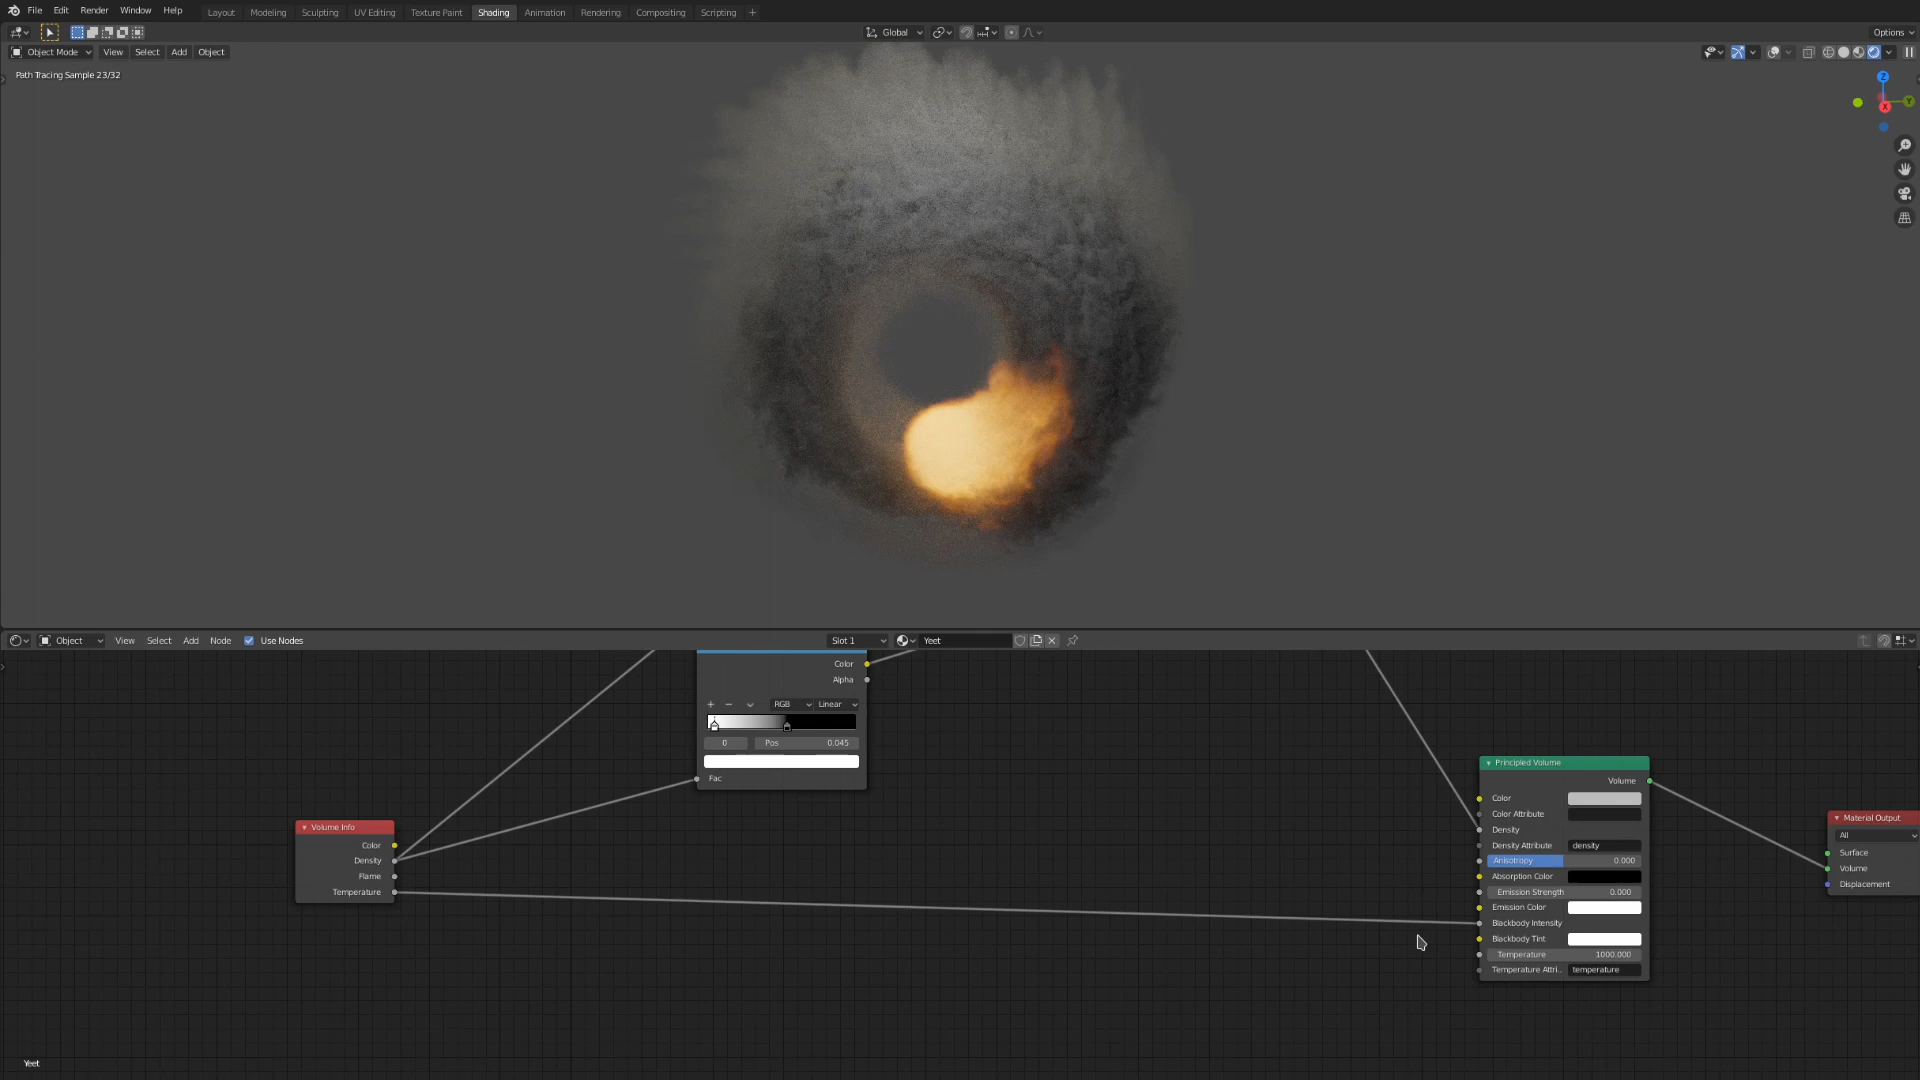 File Edit Render Window Help Layout Modeling Sculpting UV Editing Texture Paint Shading Animation Rendering Compositing Scripting +
Global Options
Object Mode View Select Add Object
Path Tracing Sample 23/32
Z
Y
X
Object View Select Add Node Use Nodes Slot 1 Yeet
Color
Alpha
+ − RGB Linear
0 Pos 0.045
Fac
Volume Info
Color
Density
Flame
Temperature
Principled Volume
Volume
Color
Color Attribute
Density
Density Attribute density
Anisotropy 0.000
Absorption Color
Emission Strength 0.000
Emission Color
Blackbody Intensity
Blackbody Tint
Temperature 1000.000
Temperature Attri.. temperature
Material Output
All
Surface
Volume
Displacement
Yeet